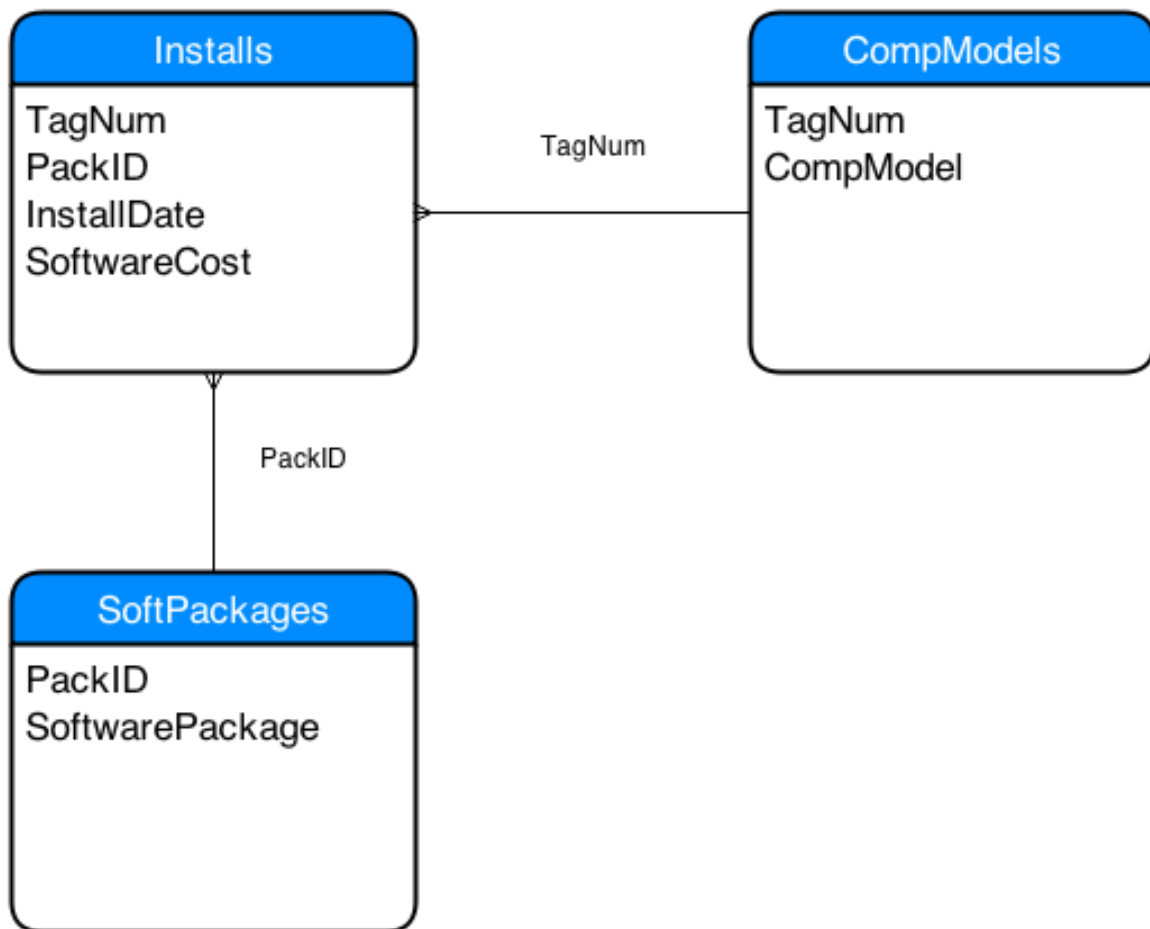 Installs
TagNum
PackID
InstallDate
SoftwareCost
TagNum
CompModels
TagNum
CompModel
PackID
SoftPackages
PackID
SoftwarePackage